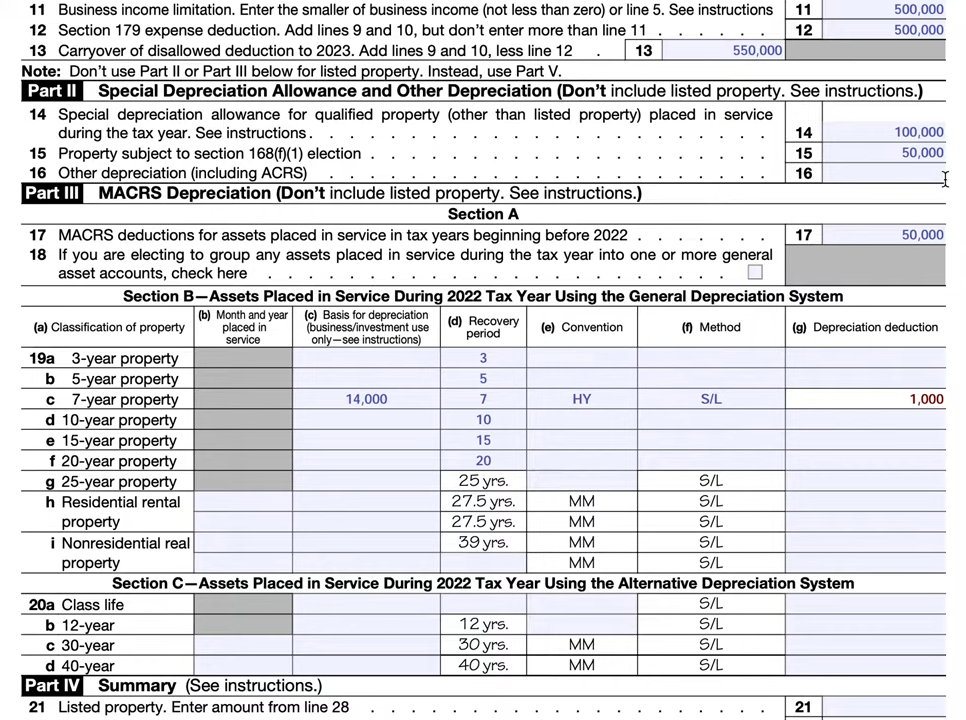 11 Business income limitation. Enter the smaller of business income (not less than zero) or line 5. See instructions 11 500,000
12 Section 179 expense deduction. Add lines 9 and 10, but don't enter more than line 11 . . . . . . 12 500,000
13 Carryover of disallowed deduction to 2023. Add lines 9 and 10, less line 12 . 13 550,000
Note: Don't use Part II or Part III below for listed property. Instead, use Part V.
Part II Special Depreciation Allowance and Other Depreciation (Don't include listed property. See instructions.)
14 Special depreciation allowance for qualified property (other than listed property) placed in service
during the tax year. See instructions . . . . . . . . . . . . . . . . . . . . . . 14 100,000
15 Property subject to section 168(f)(1) election . . . . . . . . . . . . . . . . . . . 15 50,000
16 Other depreciation (including ACRS) . . . . . . . . . . . . . . . . . . . . . 16
Part III MACRS Depreciation (Don't include listed property. See instructions.)
Section A
17 MACRS deductions for assets placed in service in tax years beginning before 2022 . . . . . . . 17 50,000
18 If you are electing to group any assets placed in service during the tax year into one or more general
asset accounts, check here . . . . . . . . . . . . . . . . . . . . . . .
Section B—Assets Placed in Service During 2022 Tax Year Using the General Depreciation System
(a) Classification of property (b) Month and year placed in service (c) Basis for depreciation (business/investment use only—see instructions) (d) Recovery period (e) Convention (f) Method (g) Depreciation deduction
19a 3-year property 3
b 5-year property 5
c 7-year property 14,000 7 HY S/L 1,000
d 10-year property 10
e 15-year property 15
f 20-year property 20
g 25-year property 25 yrs. S/L
h Residential rental 27.5 yrs. MM S/L
property 27.5 yrs. MM S/L
i Nonresidential real 39 yrs. MM S/L
property MM S/L
Section C—Assets Placed in Service During 2022 Tax Year Using the Alternative Depreciation System
20a Class life S/L
b 12-year 12 yrs. S/L
c 30-year 30 yrs. MM S/L
d 40-year 40 yrs. MM S/L
Part IV Summary (See instructions.)
21 Listed property. Enter amount from line 28 . . . . . . . . . . . . . . . . . . . 21